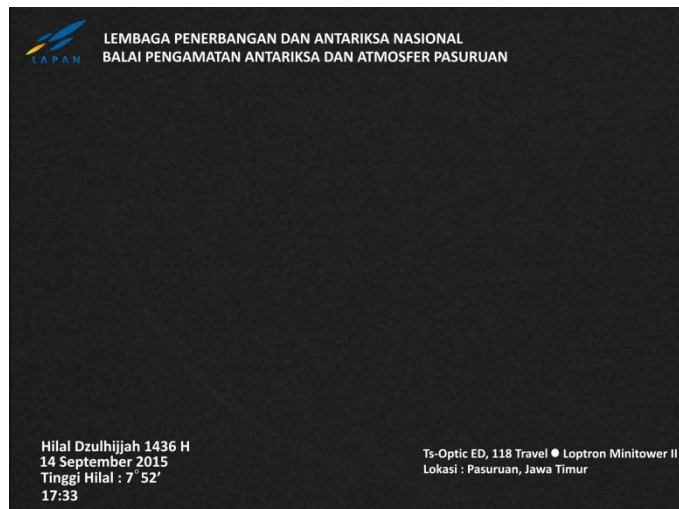 LAPAN
LEMBAGA PENERBANGAN DAN ANTARIKSA NASIONAL
BALAI PENGAMATAN ANTARIKSA DAN ATMOSFER PASURUAN
Hilal Dzulhijjah 1436 H
14 September 2015
Tinggi Hilal : 7° 52’
17:33
Ts-Optic ED, 118 Travel ● Loptron Minitower II
Lokasi : Pasuruan, Jawa Timur